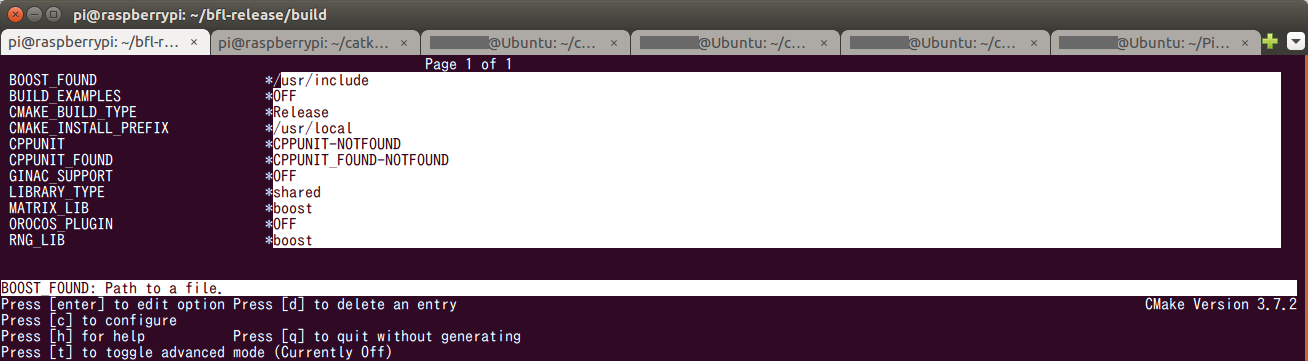 pi@raspberrypi: ~/bfl-release/build
pi@raspberrypi: ~/bfl-r… × pi@raspberrypi: ~/catk… × @Ubuntu: ~/c… × @Ubuntu: ~/c… × @Ubuntu: ~/c… × @Ubuntu: ~/Pi… ×
Page 1 of 1
BOOST_FOUND */usr/include
BUILD_EXAMPLES *OFF
CMAKE_BUILD_TYPE *Release
CMAKE_INSTALL_PREFIX */usr/local
CPPUNIT *CPPUNIT-NOTFOUND
CPPUNIT_FOUND *CPPUNIT_FOUND-NOTFOUND
GINAC_SUPPORT *OFF
LIBRARY_TYPE *shared
MATRIX_LIB *boost
OROCOS_PLUGIN *OFF
RNG_LIB *boost
BOOST_FOUND: Path to a file.
Press [enter] to edit option Press [d] to delete an entry CMake Version 3.7.2
Press [c] to configure
Press [h] for help Press [q] to quit without generating
Press [t] to toggle advanced mode (Currently Off)